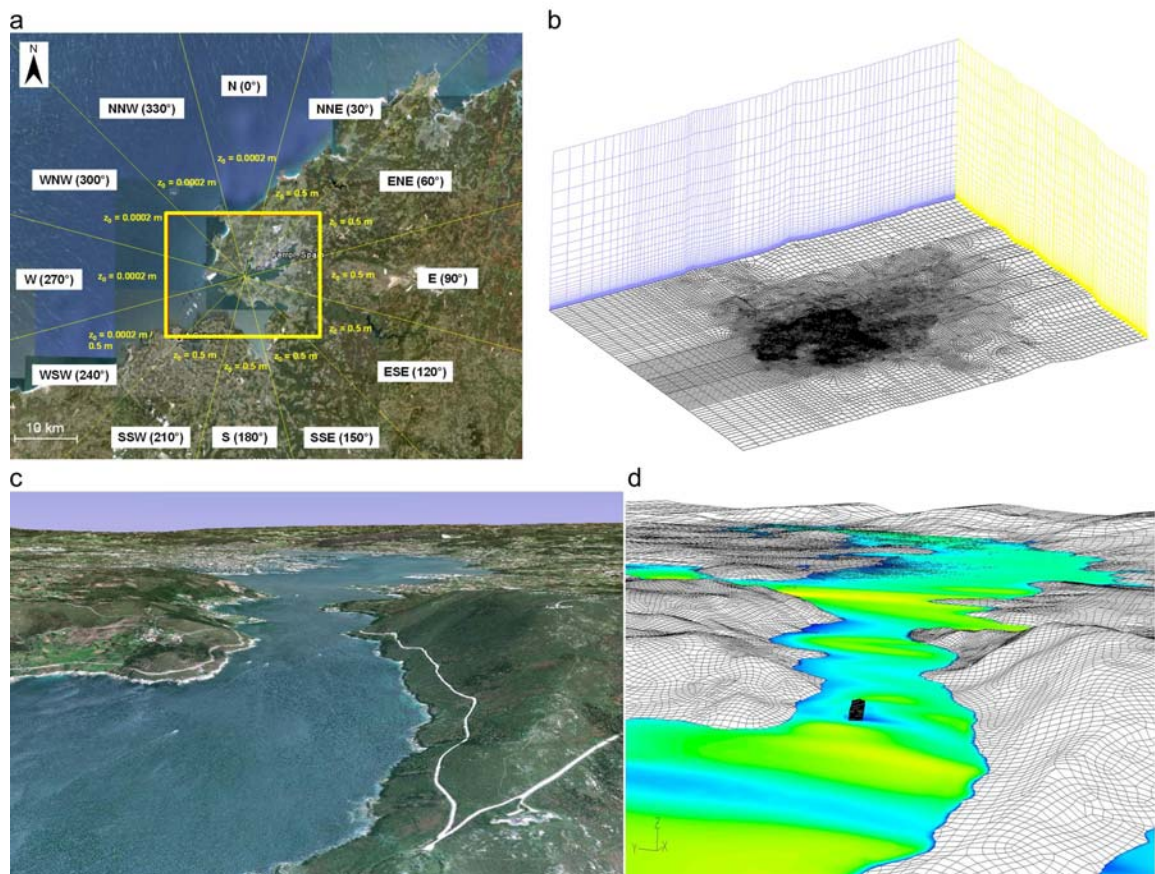 a
N
N (0°)
NNW (330°)
NNE (30°)
z₀ = 0.0002 m
WNW (300°)
z₀ = 0.0002 m
ENE (60°)
z₀ = 0.5 m
z₀ = 0.0002 m
z₀ = 0.5 m
Spain
W (270°)
z₀ = 0.0002 m
z₀ = 0.5 m
E (90°)
z₀ = 0.0002 m /
0.5 m
z₀ = 0.5 m
z₀ = 0.5 m
z₀ = 0.5 m
z₀ = 0.5 m
WSW (240°)
ESE (120°)
10 km
SSW (210°)
S (180°)
SSE (150°)
b
c
d
Z
Y
X